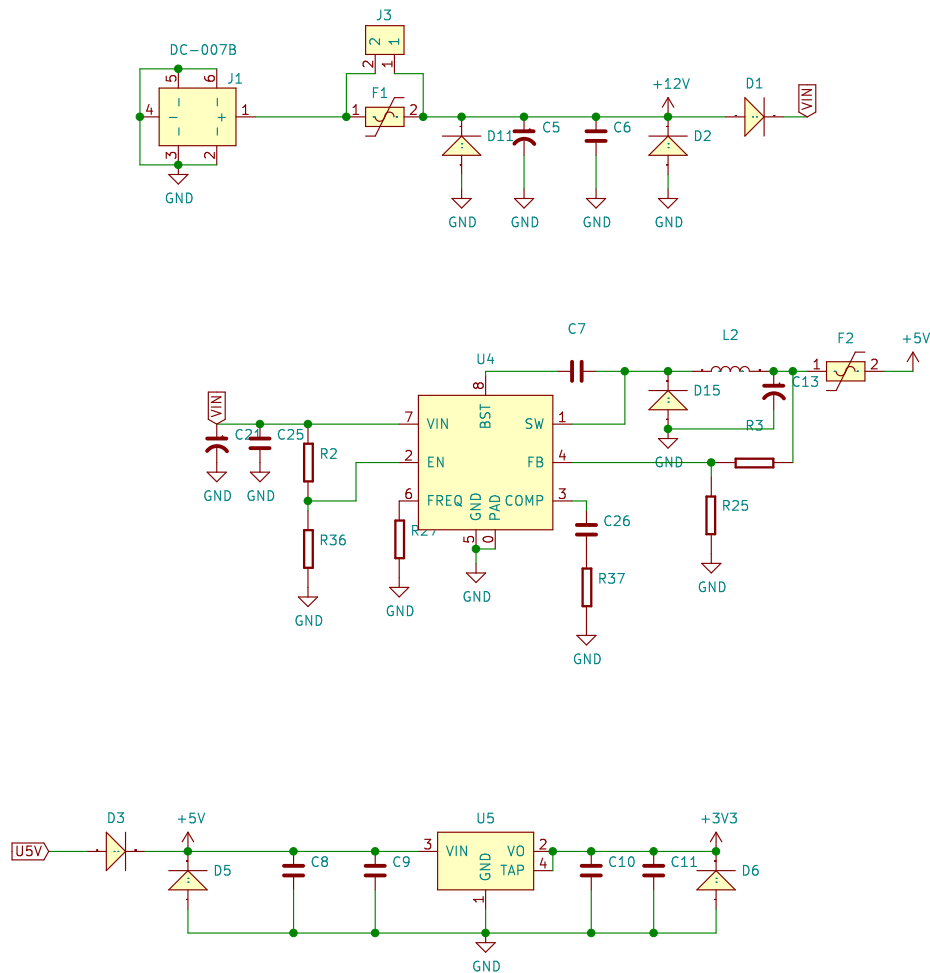 J3
2 1
2 1
DC-007B
J1
5 6
4 - + 1
3 2
GND
F1
1 2
+12V
D1
VIN
D11
C5
C6
D2
GND
GND
GND
GND
C7
L2
F2
+5V
U4
8
BST
1 2
D15
C13
VIN
C21
C25
7 VIN
SW 1
R3
R2
2 EN
FB 4
GND
GND
GND
6 FREQ
GND
PAD
COMP 3
R25
R27
R36
5 0
C26
R37
GND
GND
GND
GND
GND
D3
+5V
U5
+3V3
U5V
D5
C8
C9
3 VIN
VO 2
TAP 4
GND
1
C10
C11
D6
GND